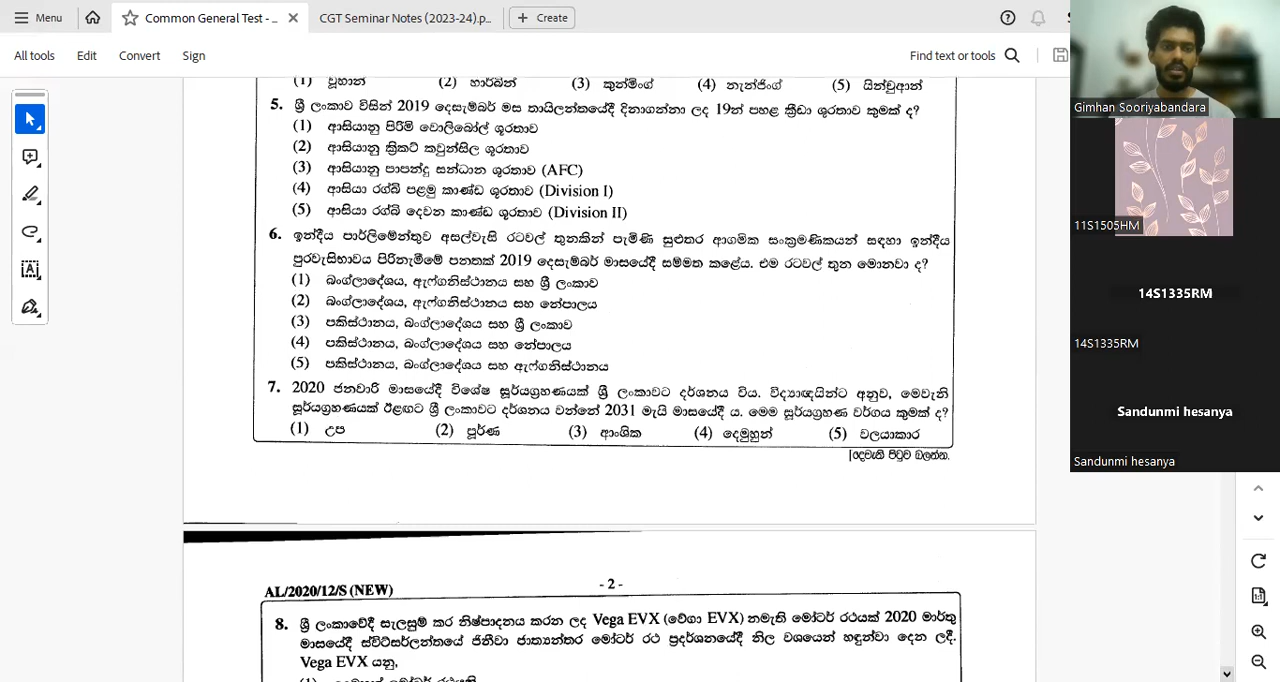 Menu
Common General Test - ...
CGT Seminar Notes (2023-24).p...
Create
All tools
Edit
Convert
Sign
Find text or tools
Gimhan Sooriyabandara
11S1505HM
14S1335RM
14S1335RM
Sandunmi hesanya
Sandunmi hesanya
(1) වූහාන් (2) හාර්බින් (3) කුන්මිංග් (4) නැන්ජිංග් (5) යින්චුආන්
5. ශ්‍රී ලංකාව විසින් 2019 දෙසැම්බර් මස තායිලන්තයේදී දිනාගන්නා ලද 19න් පහළ ක්‍රීඩා ශූරතාව කුමක් ද?
(1) ආසියානු පිරිමි වොලිබෝල් ශූරතාව
(2) ආසියානු ක්‍රිකට් කවුන්සිල ශූරතාව
(3) ආසියානු පාපන්දු සන්ධාන ශූරතාව (AFC)
(4) ආසියා රග්බි පළමු කාණ්ඩ ශූරතාව (Division I)
(5) ආසියා රග්බි දෙවන කාණ්ඩ ශූරතාව (Division II)
6. ඉන්දීය පාර්ලිමේන්තුව අසල්වැසි රටවල් තුනකින් පැමිණි සුළුතර ආගමික සංක්‍රමණිකයන් සඳහා ඉන්දීය
පුරවැසිභාවය පිරිනැමීමේ පනතක් 2019 දෙසැම්බර් මාසයේදී සම්මත කළේය. එම රටවල් තුන මොනවා ද?
(1) බංග්ලාදේශය, ඇෆ්ගනිස්ථානය සහ ශ්‍රී ලංකාව
(2) බංග්ලාදේශය, ඇෆ්ගනිස්ථානය සහ නේපාලය
(3) පකිස්ථානය, බංග්ලාදේශය සහ ශ්‍රී ලංකාව
(4) පකිස්ථානය, බංග්ලාදේශය සහ නේපාලය
(5) පකිස්ථානය, බංග්ලාදේශය සහ ඇෆ්ගනිස්ථානය
7. 2020 ජනවාරි මාසයේදී විශේෂ සූර්යග්‍රහණයක් ශ්‍රී ලංකාවට දර්ශනය විය. විද්‍යාඥයින්ට අනුව, මෙවැනි
සූර්යග්‍රහණයක් ඊළඟට ශ්‍රී ලංකාවට දර්ශනය වන්නේ 2031 මැයි මාසයේදී ය. මෙම සූර්යග්‍රහණ වර්ගය කුමක් ද?
(1) උප (2) පූර්ණ (3) ආංශික (4) දෙමුහුන් (5) වලයාකාර
[දෙවැනි පිටුව බලන්න.
AL/2020/12/S (NEW)
- 2 -
8. ශ්‍රී ලංකාවේදී සැලසුම් කර නිෂ්පාදනය කරන ලද Vega EVX (වේගා EVX) නමැති මෝටර් රථයක් 2020 මාර්තු
මාසයේදී ස්විට්සර්ලන්තයේ ජිනීවා ජාත්‍යන්තර මෝටර් රථ ප්‍රදර්ශනයේදී නිල වශයෙන් හඳුන්වා දෙන ලදී.
Vega EVX යනු,